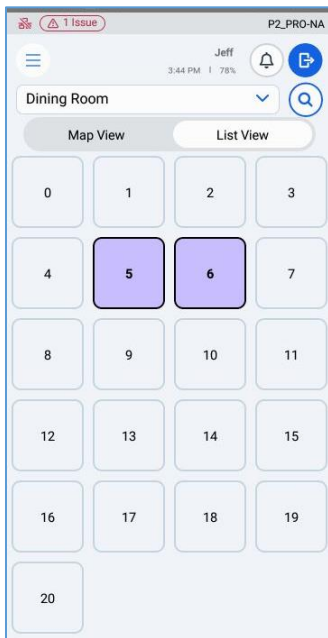 1 Issue P2_PRO-NA
Jeff
3:44 PM | 78%
Dining Room
Map View List View
0 1 2 3
4 5 6 7
8 9 10 11
12 13 14 15
16 17 18 19
20